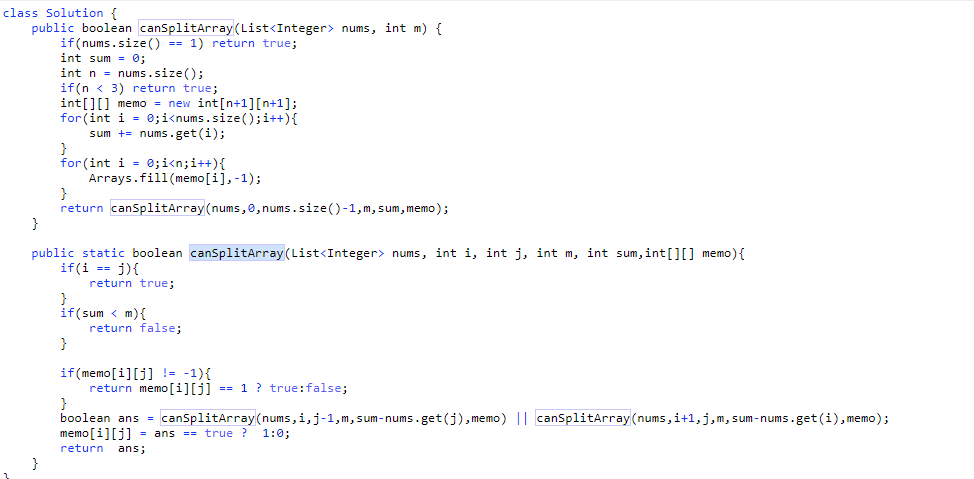 class Solution {
    public boolean canSplitArray(List<Integer> nums, int m) {
        if(nums.size() == 1) return true;
        int sum = 0;
        int n = nums.size();
        if(n < 3) return true;
        int[][] memo = new int[n+1][n+1];
        for(int i = 0;i<nums.size();i++){
            sum += nums.get(i);
        }
        for(int i = 0;i<n;i++){
            Arrays.fill(memo[i],-1);
        }
        return canSplitArray(nums,0,nums.size()-1,m,sum,memo);
    }

    public static boolean canSplitArray(List<Integer> nums, int i, int j, int m, int sum,int[][] memo){
        if(i == j){
            return true;
        }
        if(sum < m){
            return false;
        }

        if(memo[i][j] != -1){
            return memo[i][j] == 1 ? true:false;
        }
        boolean ans = canSplitArray(nums,i,j-1,m,sum-nums.get(j),memo) || canSplitArray(nums,i+1,j,m,sum-nums.get(i),memo);
        memo[i][j] = ans == true ?  1:0;
        return  ans;
    }
}